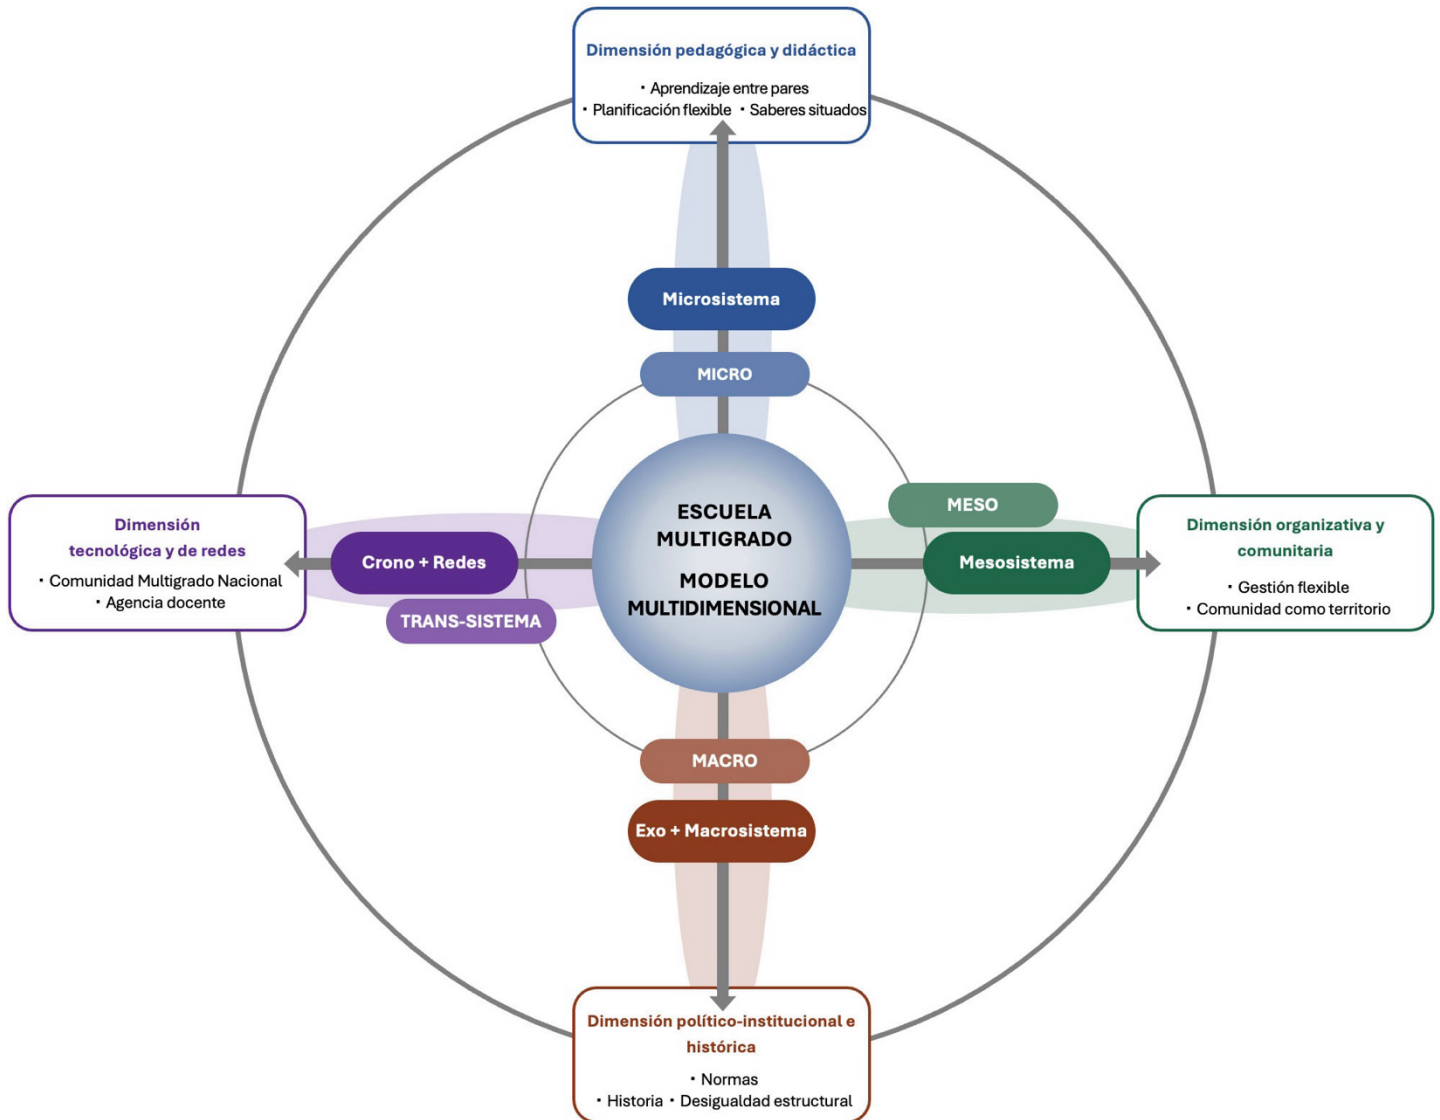 Dimensión pedagógica y didáctica
· Aprendizaje entre pares
· Planificación flexible · Saberes situados
Microsistema
MICRO
ESCUELA
MULTIGRADO
MODELO
MULTIDIMENSIONAL
MESO
Mesosistema
Dimensión organizativa y
comunitaria
· Gestión flexible
· Comunidad como territorio
Dimensión
tecnológica y de redes
· Comunidad Multigrado Nacional
· Agencia docente
Crono + Redes
TRANS-SISTEMA
MACRO
Exo + Macrosistema
Dimensión político-institucional e
histórica
· Normas
· Historia · Desigualdad estructural